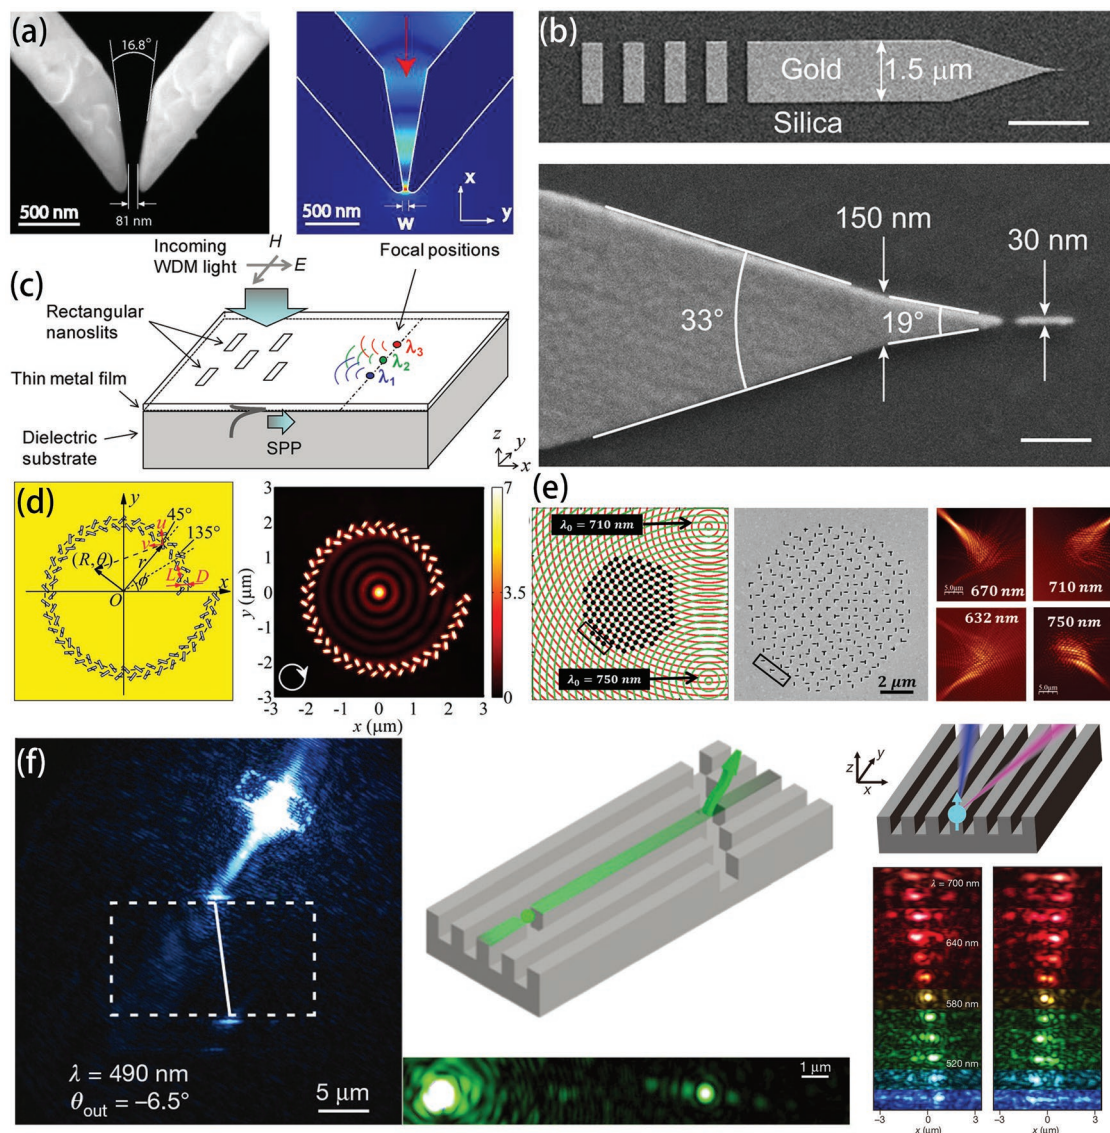 (a)
16.8°
500 nm
81 nm
500 nm
W
x
y
(b)
Gold
1.5 μm
Silica
150 nm
30 nm
33°
19°
(c)
Incoming
WDM light
H
E
Focal positions
Rectangular
nanoslits
λ₃
λ₂
λ₁
Thin metal film
Dielectric
substrate
SPP
z
y
x
(d)
y
u
45°
v
135°
(R,θ)
r
L
D
ϕ
x
O
3
2
1
0
-1
-2
-3
y (μm)
-3 -2 -1 0 1 2 3
x (μm)
7
3.5
0
(e)
λ₀ = 710 nm
λ₀ = 750 nm
2 μm
5.0μm
670 nm
710 nm
632 nm
750 nm
5.0μm
(f)
λ = 490 nm
θout = –6.5°
5 μm
1 μm
z
y
x
λ = 700 nm
640 nm
580 nm
520 nm
–3 0 3
x (μm)
–3 0 3
x (μm)